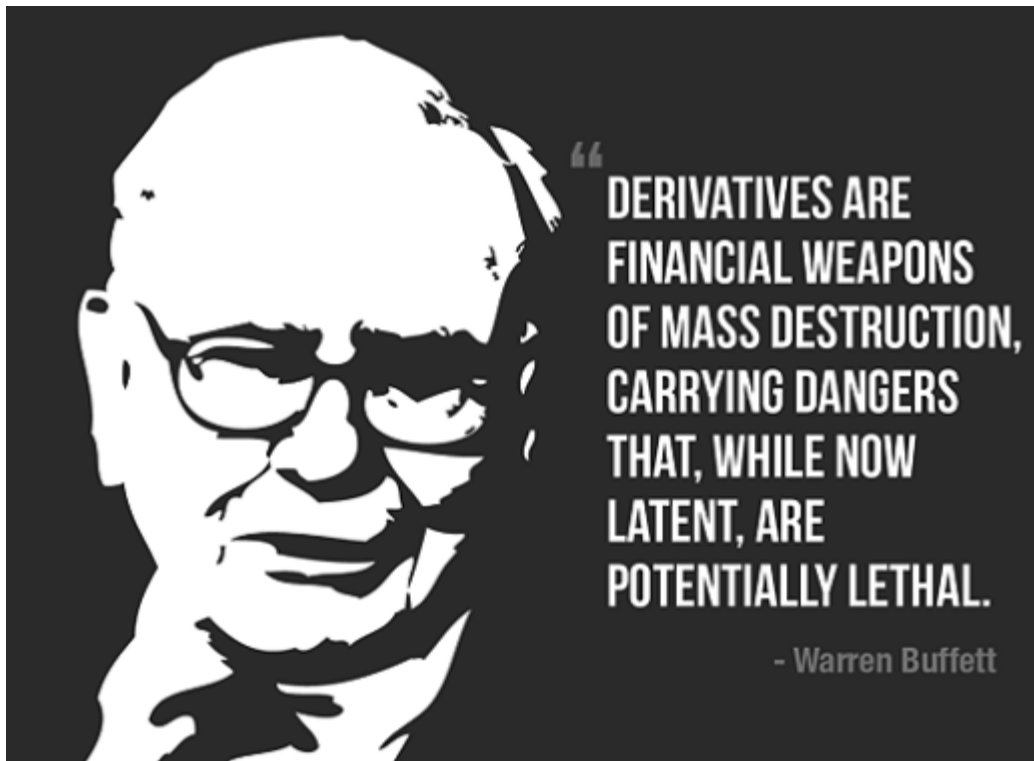 “
DERIVATIVES ARE
FINANCIAL WEAPONS
OF MASS DESTRUCTION,
CARRYING DANGERS
THAT, WHILE NOW
LATENT, ARE
POTENTIALLY LETHAL.
- Warren Buffett